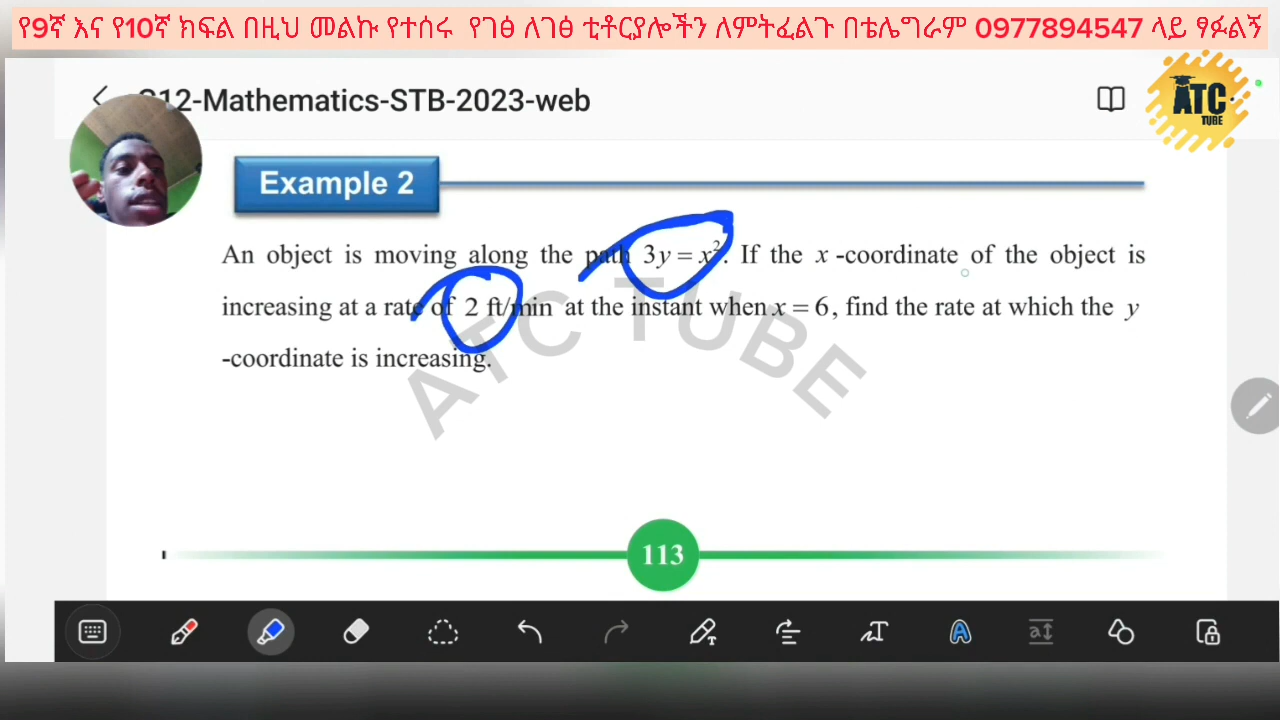 የ9ኛ እና የ10ኛ ክፍል በዚህ መልኩ የተሰሩ የገፅ ለገፅ ቲቶርያሎችን ለምትፈልጉ በቴሌግራም 0977894547 ላይ ፃፉልኝ
G12-Mathematics-STB-2023-web
ATC
TUBE
Example 2
An object is moving along the path 3y = x². If the x -coordinate of the object is
increasing at a rate of 2 ft/min at the instant when x = 6, find the rate at which the y
-coordinate is increasing.
ATC TUBE
113